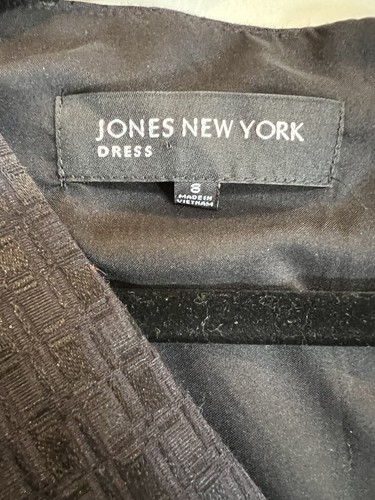 JONES NEW YORK
DRESS
8
MADE IN
VIETNAM